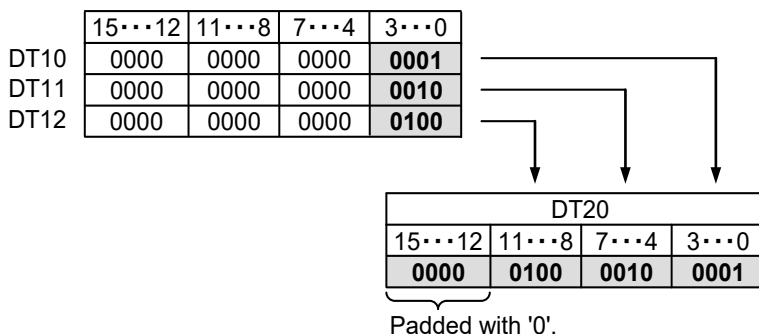 15･･･12 11･･･8 7･･･4 3･･･0
DT10 0000 0000 0000 0001
DT11 0000 0000 0000 0010
DT12 0000 0000 0000 0100
DT20
15･･･12 11･･･8 7･･･4 3･･･0
0000 0100 0010 0001
Padded with '0'.